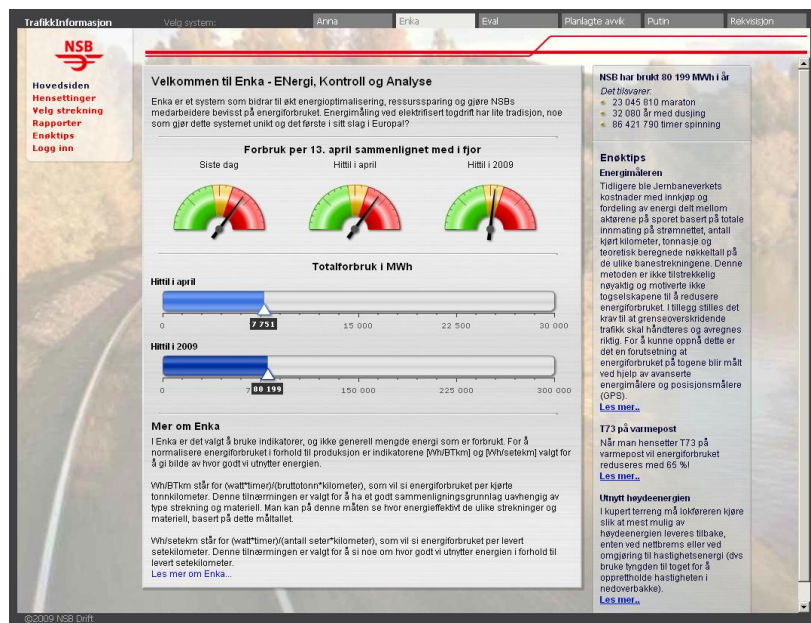 TrafikkInformasjon
Velg system:
Anna
Enka
Eval
Planlagte avvik
Putin
Rekvisisjon
NSB
Hovedsiden
Hensettinger
Velg strekning
Rapporter
Enøktips
Logg inn
Velkommen til Enka - ENergi, Kontroll og Analyse
Enka er et system som bidrar til økt energioptimalisering, ressurssparing og gjøre NSBs
medarbeidere bevisst på energiforbruket. Energimåling av elektrifisert togdrift har lite tradisjon, noe
som gjør dette systemet unikt og det første i sitt slag i Europa!?
Forbruk per 13. april sammenlignet med i fjor
Siste dag
Hittil i april
Hittil i 2009
Totalforbruk i MWh
Hittil i april
0
7 751
15 000
22 500
30 000
Hittil i 2009
0
7
80 199
150 000
225 000
300 000
Mer om Enka
I Enka er det valgt å bruke indikatorer, og ikke generell mengde energi som er forbrukt. For å
normalisere energiforbruket i forhold til produksjon er indikatorene [Wh/BTkm] og [Wh/setekm] valgt for
å gi bilde av hvor godt vi utnytter energien.
Wh/BTkm står for (watt*timer)/(bruttotonn*kilometer), som vil si energiforbruket per kjørte
tonnkilometer. Denne tilnærmingen er valgt for å ha et godt sammenligningsgrunnlag uavhengig av
type strekning og materiell. Man kan på denne måten se hvor energieffektivt de ulike strekninger og
materiell, basert på dette måltallet.
Wh/setekm står for (watt*timer)/(antall seter*kilometer), som vil si energiforbruket per levert
setekilometer. Denne tilnærmingen er valgt for å si noe om hvor godt vi utnytter energien i forhold til
levert setekilometer.
Les mer om Enka...
NSB har brukt 80 199 MWh i år
Det tilsvarer:
23 045 810 maraton
32 080 år med dusjing
86 421 790 timer spinning
Enøktips
Energimåleren
Tidligere ble Jernbaneverkets
kostnader med innkjøp og
fordeling av energi delt mellom
aktørene på sporet basert på totale
innmating på strømnettet, antall
kjørt kilometer, tonnasje og
teoretisk beregnede nøkkeltall på
de ulike banestrekningene. Denne
metoden er ikke tilstrekkelig
nøyaktig og motiverte ikke
togselskapene til å redusere
energiforbruket. I tillegg stilles det
krav til at grenseoverskridende
trafikk skal håndteres og avregnes
riktig. For å kunne oppnå dette er
det en forutsetning at
energiforbruket på togene blir målt
ved hjelp av avanserte
energimålere og posisjonsmålere
(GPS).
Les mer..
T73 på varmepost
Når man hensetter T73 på
varmepost vil energiforbruket
reduseres med 65 %!
Les mer..
Utnytt høydeenergien
I kupert terreng må lokføreren kjøre
slik at mest mulig av
høydeenergien leveres tilbake,
enten ved nettbrems eller ved
omgjøring til hastighetsenergi (dvs
bruke tyngden til toget for å
opprettholde hastigheten i
nedoverbakke).
Les mer..
©2009 NSB Drift